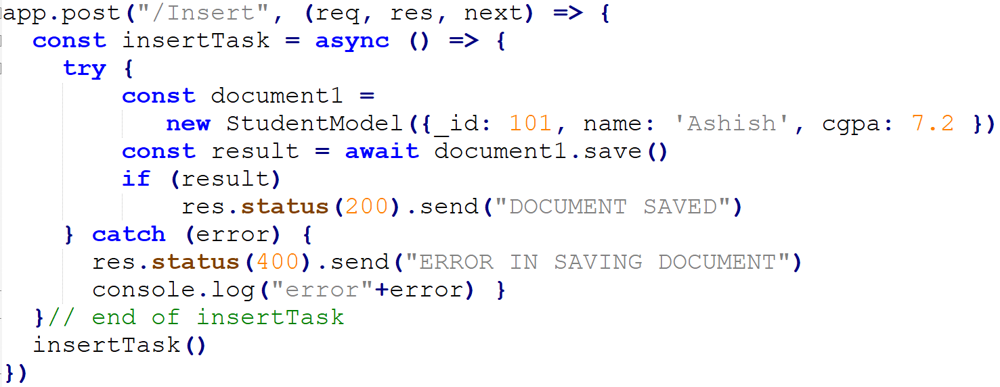 app.post("/Insert", (req, res, next) => {
const insertTask = async () => {
try {
const document1 =
new StudentModel({_id: 101, name: 'Ashish', cgpa: 7.2 })
const result = await document1.save()
if (result)
res.status(200).send("DOCUMENT SAVED")
} catch (error) {
res.status(400).send("ERROR IN SAVING DOCUMENT")
console.log("error"+error) }
}// end of insertTask
insertTask()
})